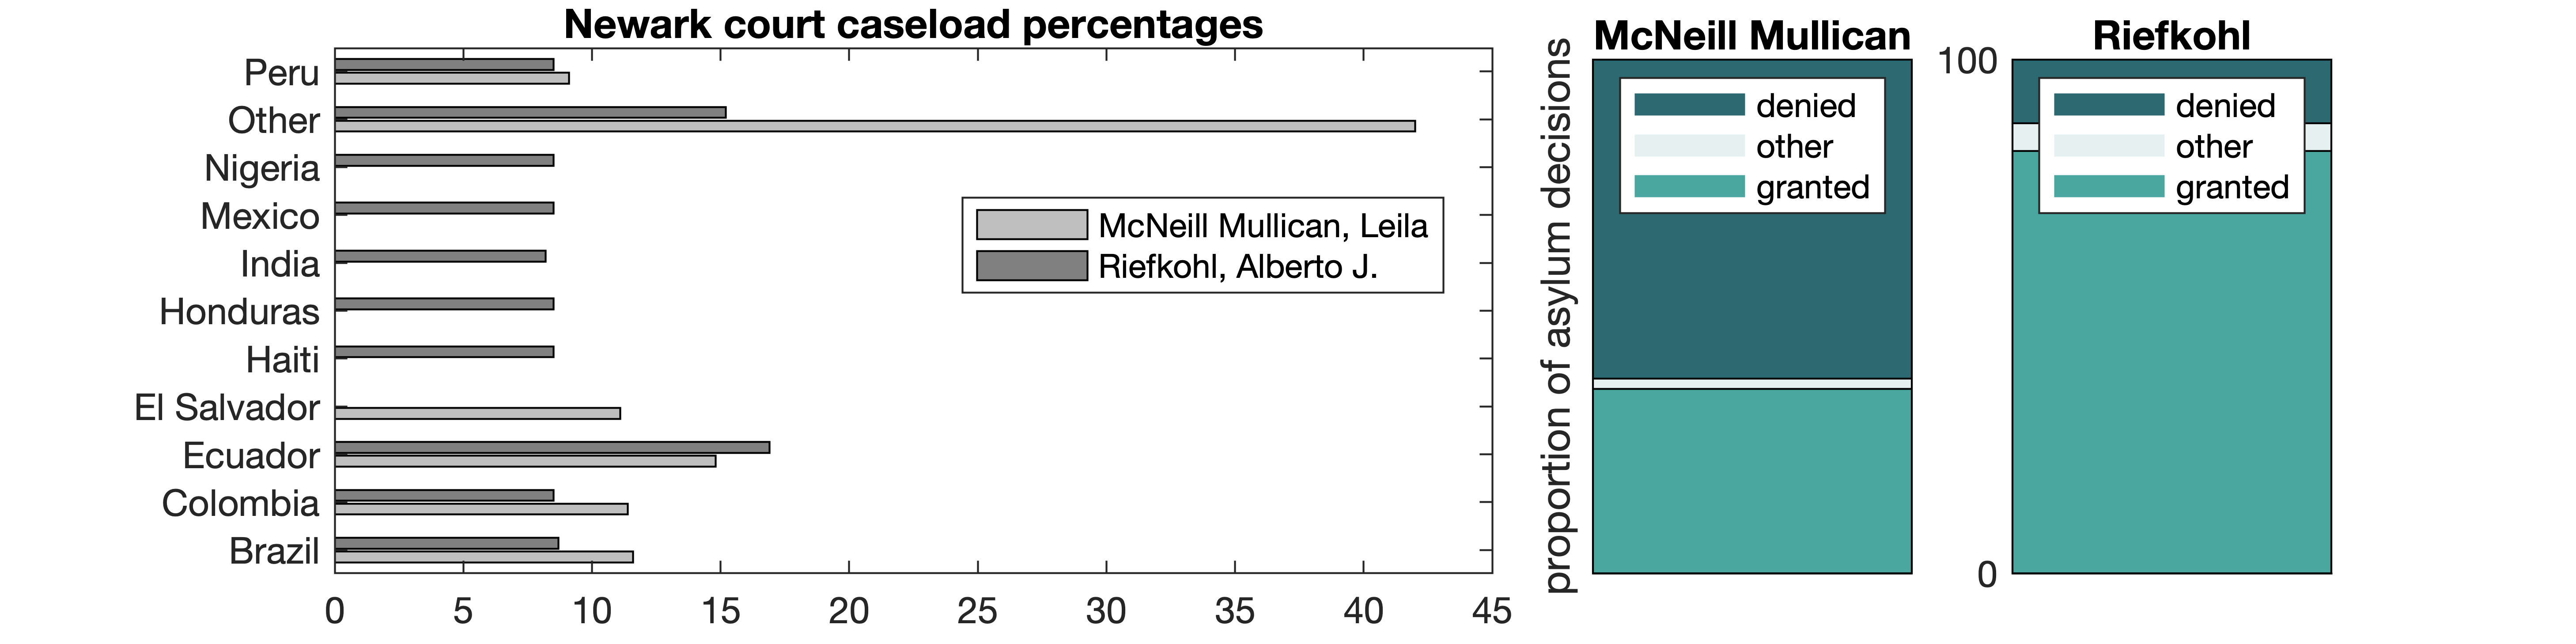 Newark court caseload percentages
Peru
Other
Nigeria
Mexico
India
Honduras
Haiti
El Salvador
Ecuador
Colombia
Brazil
0 5 10 15 20 25 30 35 40 45
McNeill Mullican, Leila
Riefkohl, Alberto J.
proportion of asylum decisions
McNeill Mullican
denied
other
granted
Riefkohl
100
0
denied
other
granted